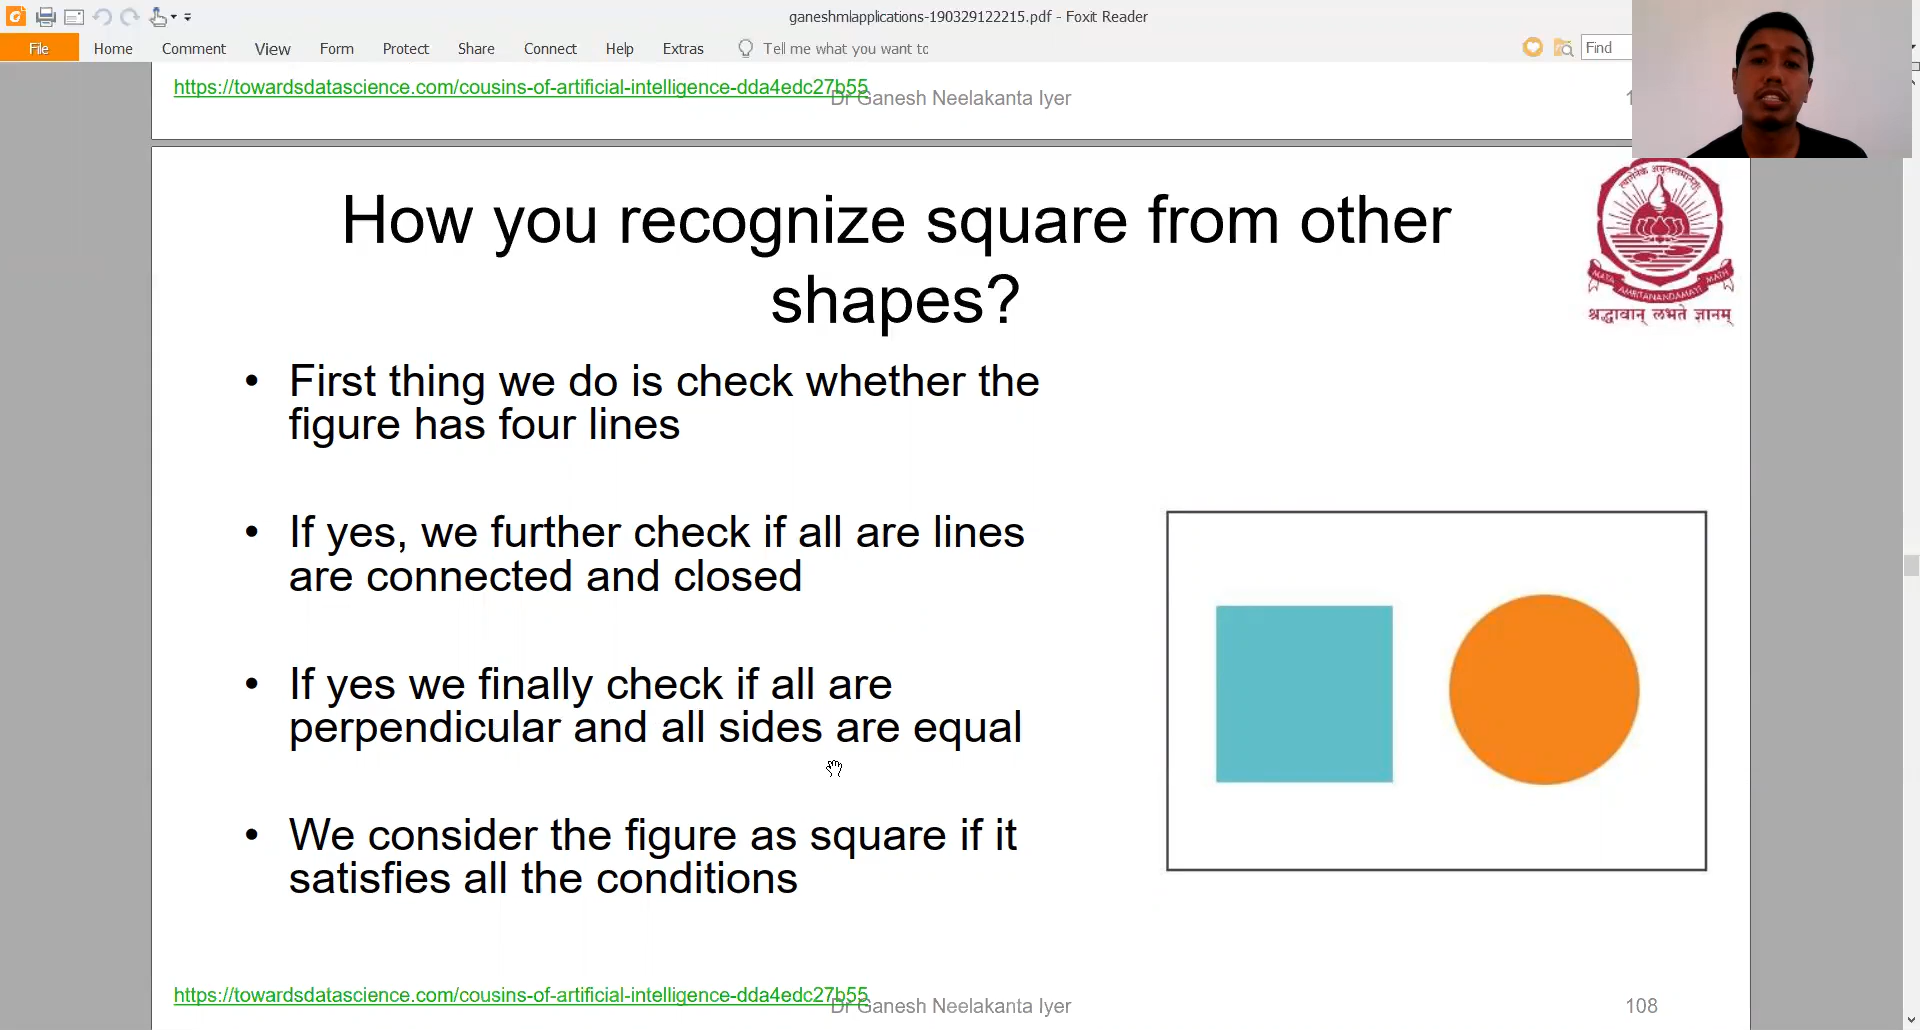 ganeshmlapplications-190329122215.pdf - Foxit Reader
File Home Comment View Form Protect Share Connect Help Extras Tell me what you want to Find
https://towardsdatascience.com/cousins-of-artificial-intelligence-dda4edc27b55
Dr Ganesh Neelakanta Iyer
How you recognize square from other
shapes?
MATA AMRITANANDAMAYI MATH
श्रद्धावान् लभते ज्ञानम्
• First thing we do is check whether the
figure has four lines
• If yes, we further check if all are lines
are connected and closed
• If yes we finally check if all are
perpendicular and all sides are equal
• We consider the figure as square if it
satisfies all the conditions
https://towardsdatascience.com/cousins-of-artificial-intelligence-dda4edc27b55
Dr Ganesh Neelakanta Iyer
108